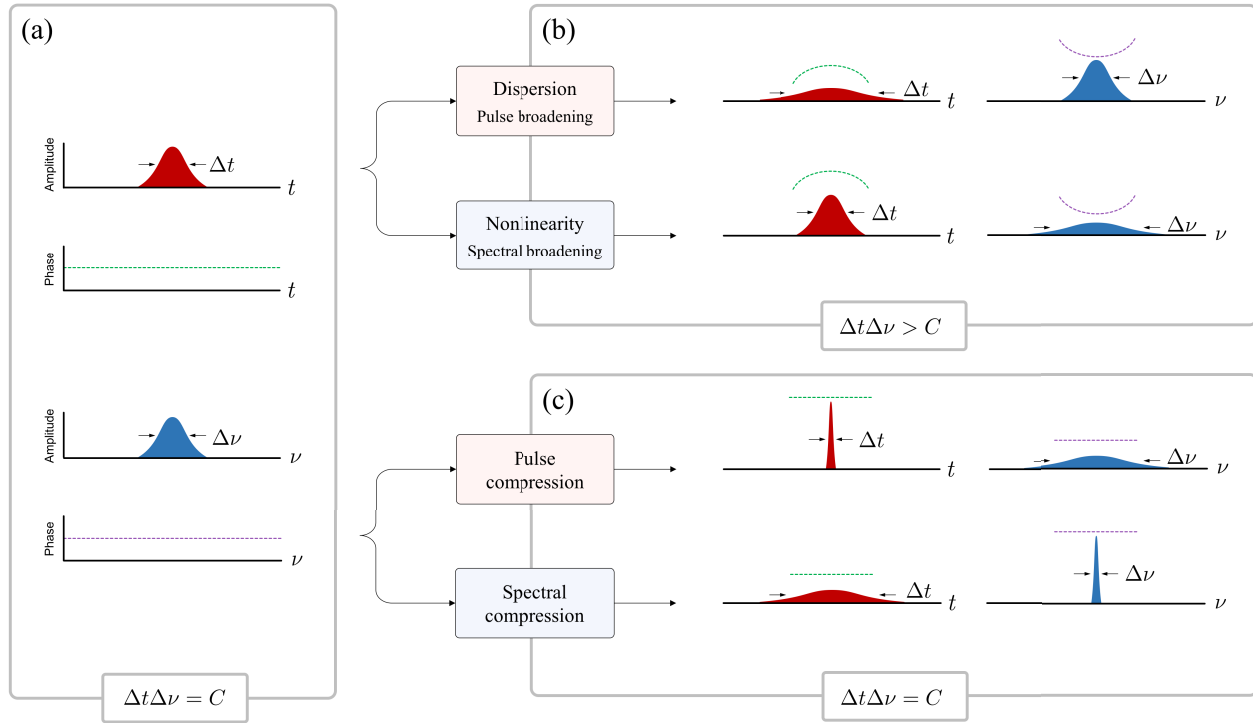 (a)
Amplitude
Δt
t
Phase
t
Amplitude
Δν
ν
Phase
ν
ΔtΔν = C
(b)
Dispersion
Pulse broadening
Δt
t
Δν
ν
Nonlinearity
Spectral broadening
Δt
t
Δν
ν
ΔtΔν > C
(c)
Pulse
compression
Δt
t
Δν
ν
Spectral
compression
Δt
t
Δν
ν
ΔtΔν = C